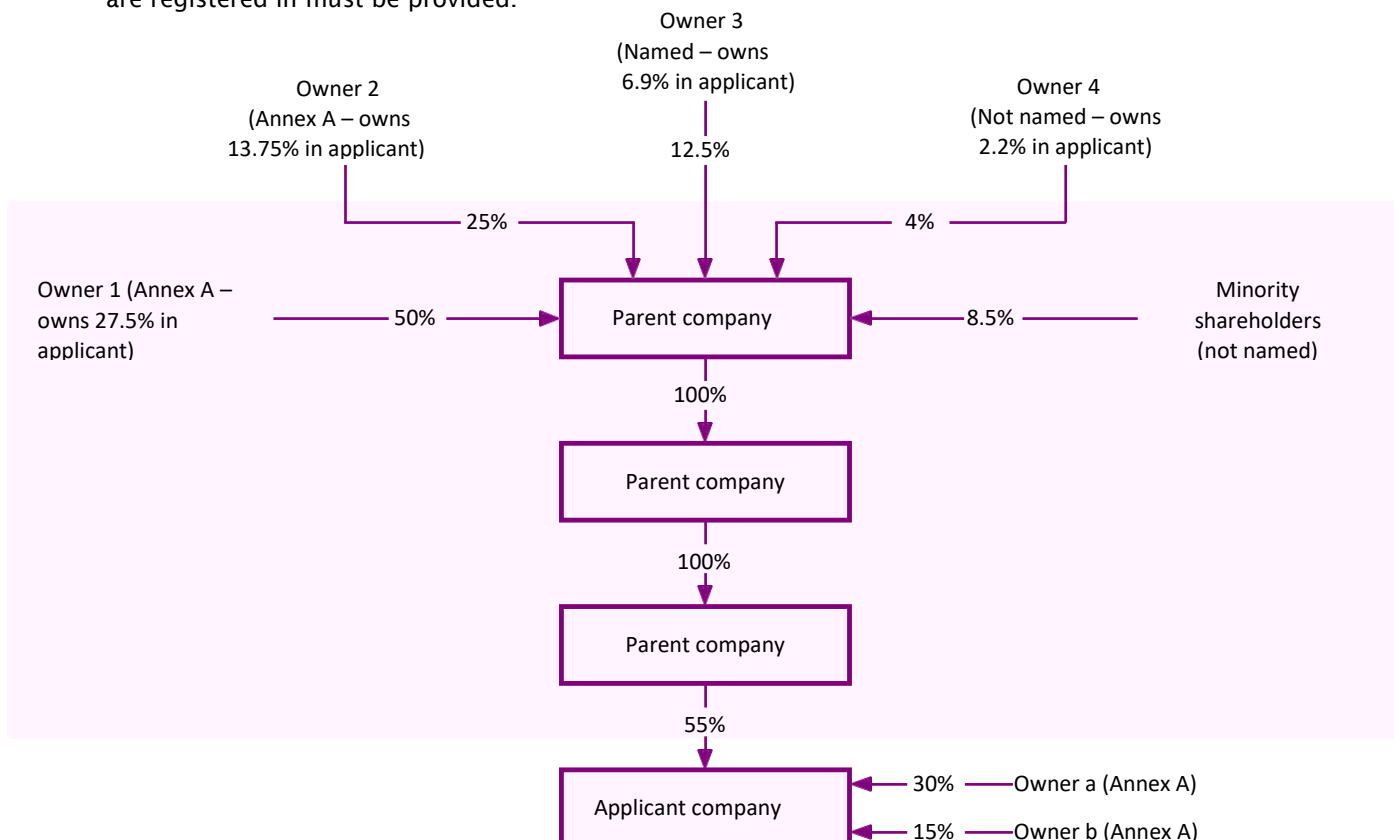 are registered in must be provided.
Owner 3
(Named – owns
6.9% in applicant)
Owner 2
(Annex A – owns
13.75% in applicant)
Owner 4
(Not named – owns
2.2% in applicant)
12.5%
25%
4%
Owner 1 (Annex A –
owns 27.5% in
applicant)
50%
Parent company
8.5%
Minority
shareholders
(not named)
100%
Parent company
100%
Parent company
55%
Applicant company
30%
Owner a (Annex A)
15%
Owner b (Annex A)